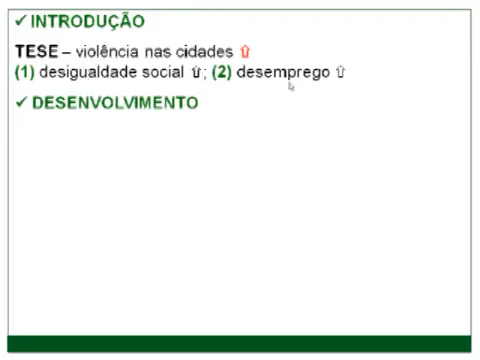 ✓ INTRODUÇÃO
TESE – violência nas cidades ⇧
(1) desigualdade social ⇧; (2) desemprego ⇧
✓ DESENVOLVIMENTO